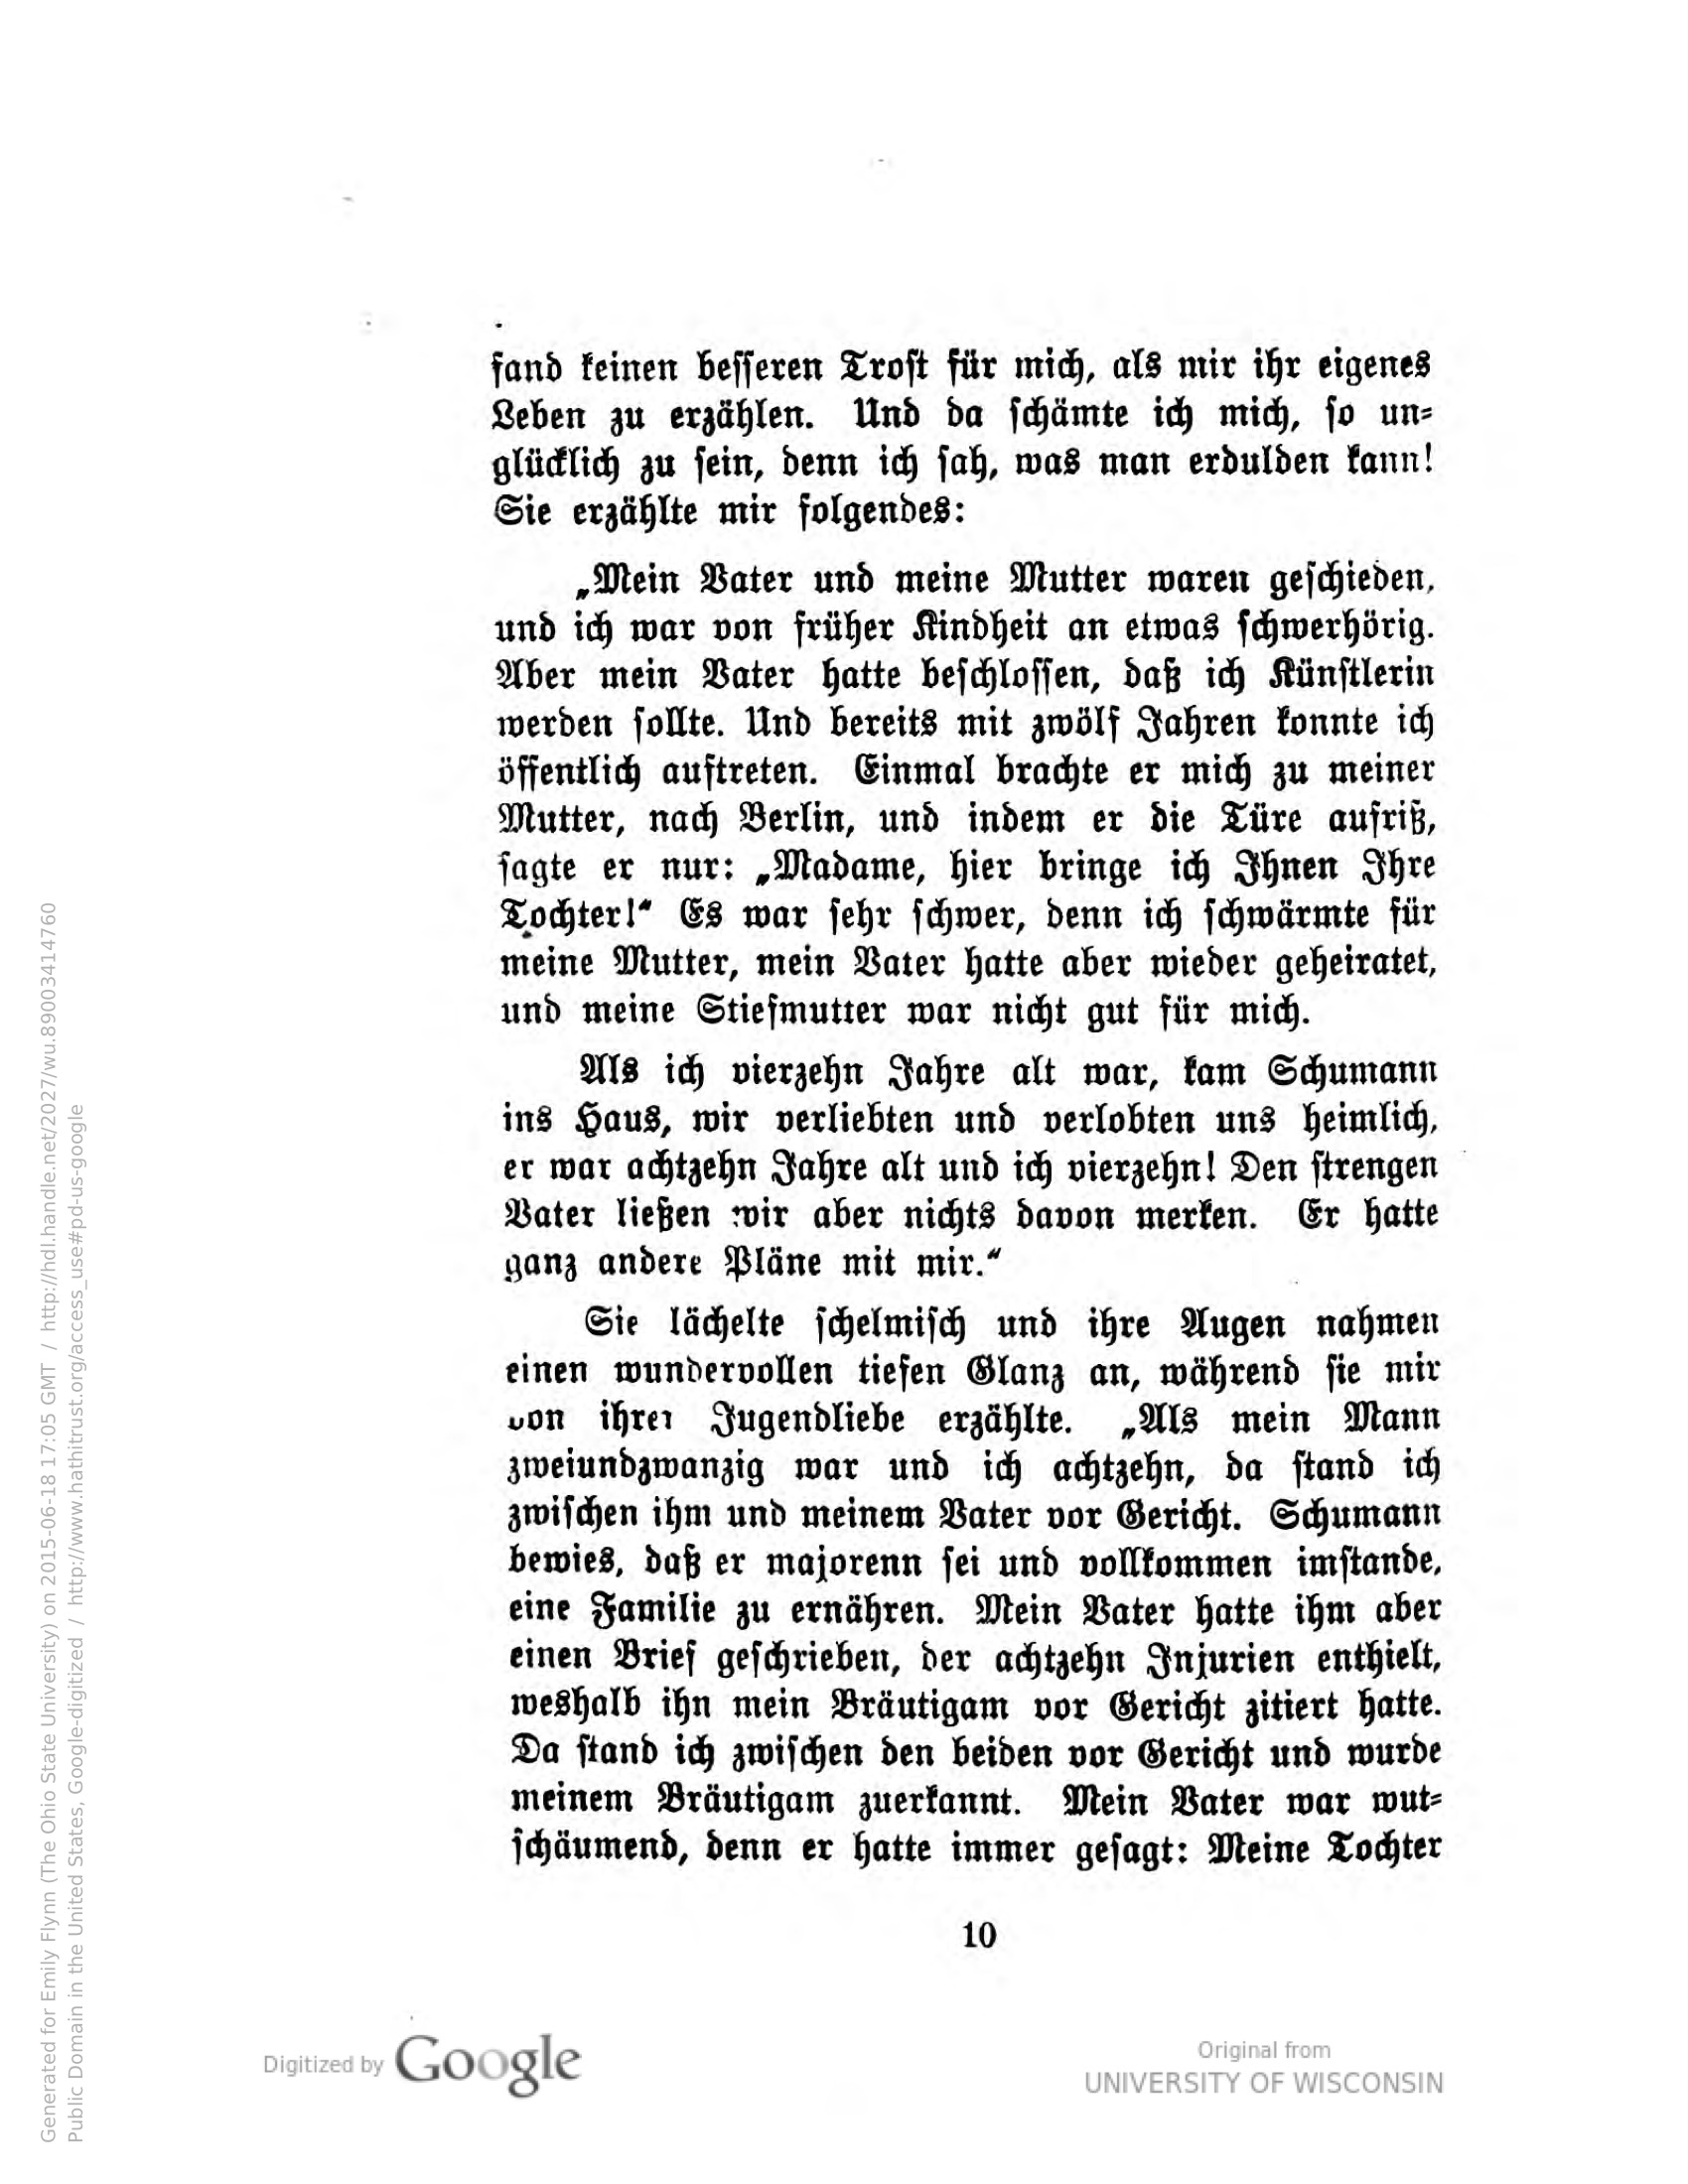 fand keinen besseren Trost für mich, als mir ihr eigenes
Leben zu erzählen. Und da schämte ich mich, so un-
glücklich zu sein, denn ich sah, was man erdulden kann!
Sie erzählte mir folgendes:
„Mein Vater und meine Mutter waren geschieden,
und ich war von früher Kindheit an etwas schwerhörig.
Aber mein Vater hatte beschlossen, daß ich Künstlerin
werden sollte. Und bereits mit zwölf Jahren konnte ich
öffentlich auftreten. Einmal brachte er mich zu meiner
Mutter, nach Berlin, und indem er die Türe aufriß,
sagte er nur: „Madame, hier bringe ich Ihnen Ihre
Tochter!“ Es war sehr schwer, denn ich schwärmte für
meine Mutter, mein Vater hatte aber wieder geheiratet,
und meine Stiefmutter war nicht gut für mich.
Als ich vierzehn Jahre alt war, kam Schumann
ins Haus, wir verliebten und verlobten uns heimlich,
er war achtzehn Jahre alt und ich vierzehn! Den strengen
Vater ließen wir aber nichts davon merken. Er hatte
ganz andere Pläne mit mir.“
Sie lächelte schelmisch und ihre Augen nahmen
einen wundervollen tiefen Glanz an, während sie mir
von ihrer Jugendliebe erzählte. „Als mein Mann
zweiundzwanzig war und ich achtzehn, da stand ich
zwischen ihm und meinem Vater vor Gericht. Schumann
bewies, daß er majorenn sei und vollkommen imstande,
eine Familie zu ernähren. Mein Vater hatte ihm aber
einen Brief geschrieben, der achtzehn Injurien enthielt,
weshalb ihn mein Bräutigam vor Gericht zitiert hatte.
Da stand ich zwischen den beiden vor Gericht und wurde
meinem Bräutigam zuerkannt. Mein Vater war wut-
schäumend, denn er hatte immer gesagt: Meine Tochter
10
Digitized by Google
Original from
UNIVERSITY OF WISCONSIN
Generated for Emily Flynn (The Ohio State University) on 2015-06-18 17:05 GMT / http://hdl.handle.net/2027/wu.89003414760
Public Domain in the United States, Google-digitized / http://www.hathitrust.org/access_use#pd-us-google